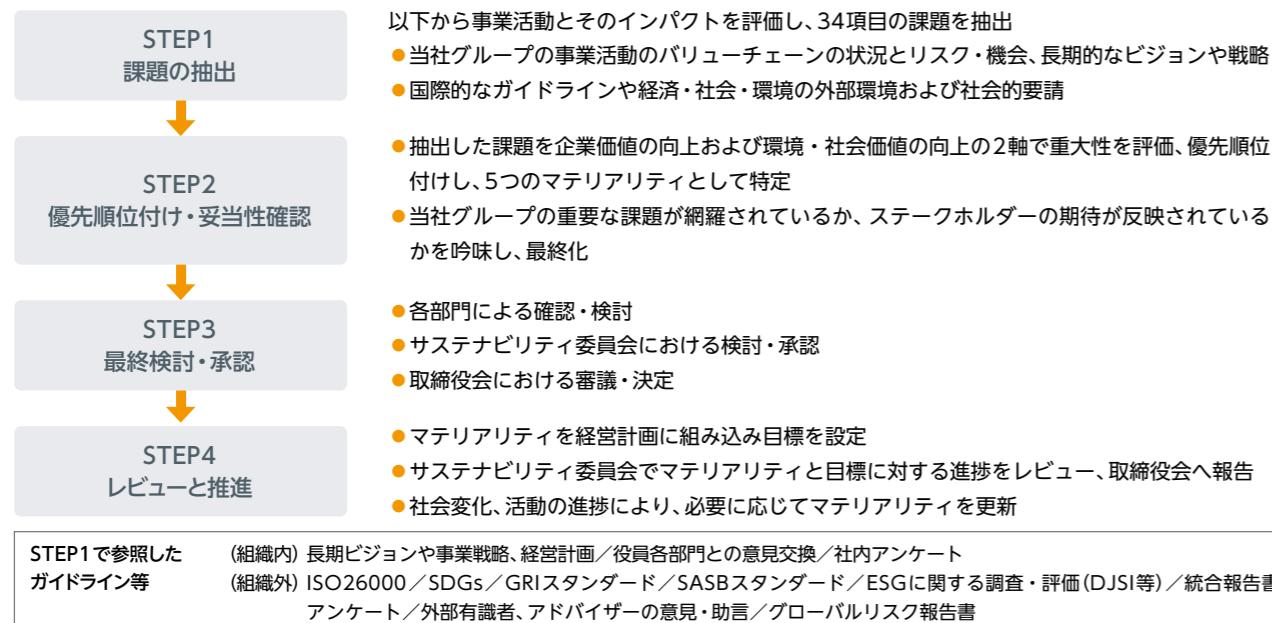 STEP1
課題の抽出
以下から事業活動とそのインパクトを評価し、34項目の課題を抽出
●当社グループの事業活動のバリューチェーンの状況とリスク・機会、長期的なビジョンや戦略
●国際的なガイドラインや経済・社会・環境の外部環境および社会的要請
STEP2
優先順位付け・妥当性確認
●抽出した課題を企業価値の向上および環境・社会価値の向上の2軸で重大性を評価、優先順位
付けし、5つのマテリアリティとして特定
●当社グループの重要な課題が網羅されているか、ステークホルダーの期待が反映されている
かを吟味し、最終化
STEP3
最終検討・承認
●各部門による確認・検討
●サステナビリティ委員会における検討・承認
●取締役会における審議・決定
STEP4
レビューと推進
●マテリアリティを経営計画に組み込み目標を設定
●サステナビリティ委員会でマテリアリティと目標に対する進捗をレビュー、取締役会へ報告
●社会変化、活動の進捗により、必要に応じてマテリアリティを更新
STEP1で参照した
ガイドライン等
(組織内) 長期ビジョンや事業戦略、経営計画／役員各部門との意見交換／社内アンケート
(組織外) ISO26000／SDGs／GRIスタンダード／SASBスタンダード／ESGに関する調査・評価(DJSI等)／統合報告書
アンケート／外部有識者、アドバイザーの意見・助言／グローバルリスク報告書